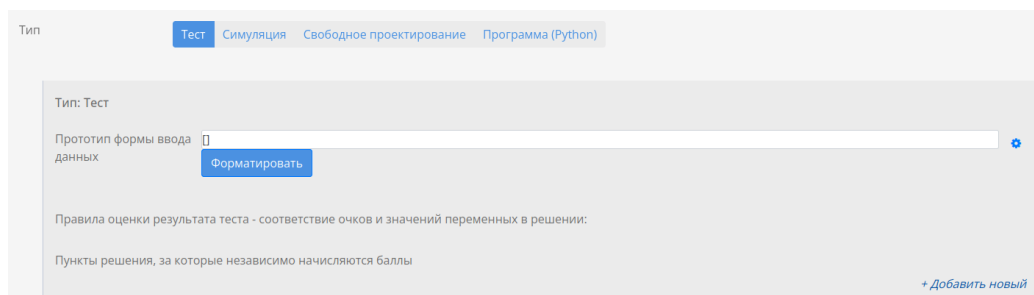 Тип
Тест Симуляция Свободное проектирование Программа (Python)
Тип: Тест
Прототип формы ввода
данных
[]
Форматировать
Правила оценки результата теста - соответствие очков и значений переменных в решении:
Пункты решения, за которые независимо начисляются баллы
+ Добавить новый